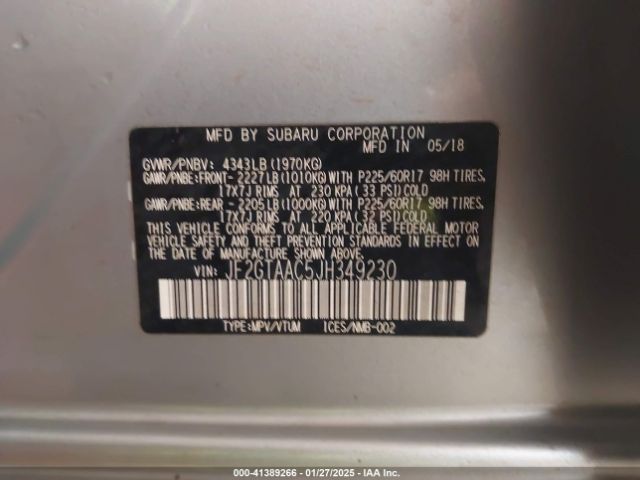 MFD BY SUBARU CORPORATION
MFD IN 05/18
GVWR/PNBV: 4343LB(1970KG)
GAWR/PNBE:FRONT- 2227LB(1010KG)WITH P225/60R17 98H TIRES,
17X7J RIMS AT 230 KPA(33 PSI)COLD
GAWR/PNBE:REAR - 2205LB(1000KG)WITH P225/60R17 98H TIRES,
17X7J RIMS AT 220 KPA(32 PSI)COLD
THIS VEHICLE CONFORMS TO ALL APPLICABLE FEDERAL MOTOR
VEHICLE SAFETY AND THEFT PREVENTION STANDARDS IN EFFECT
ON THE DATE OF MANUFACTURE SHOWN ABOVE.
VIN: JF2GTAAC5JH349230
TYPE:MPV/VTUM ICES/NMB-002
000-41389266 - 01/27/2025 - IAAI.CA